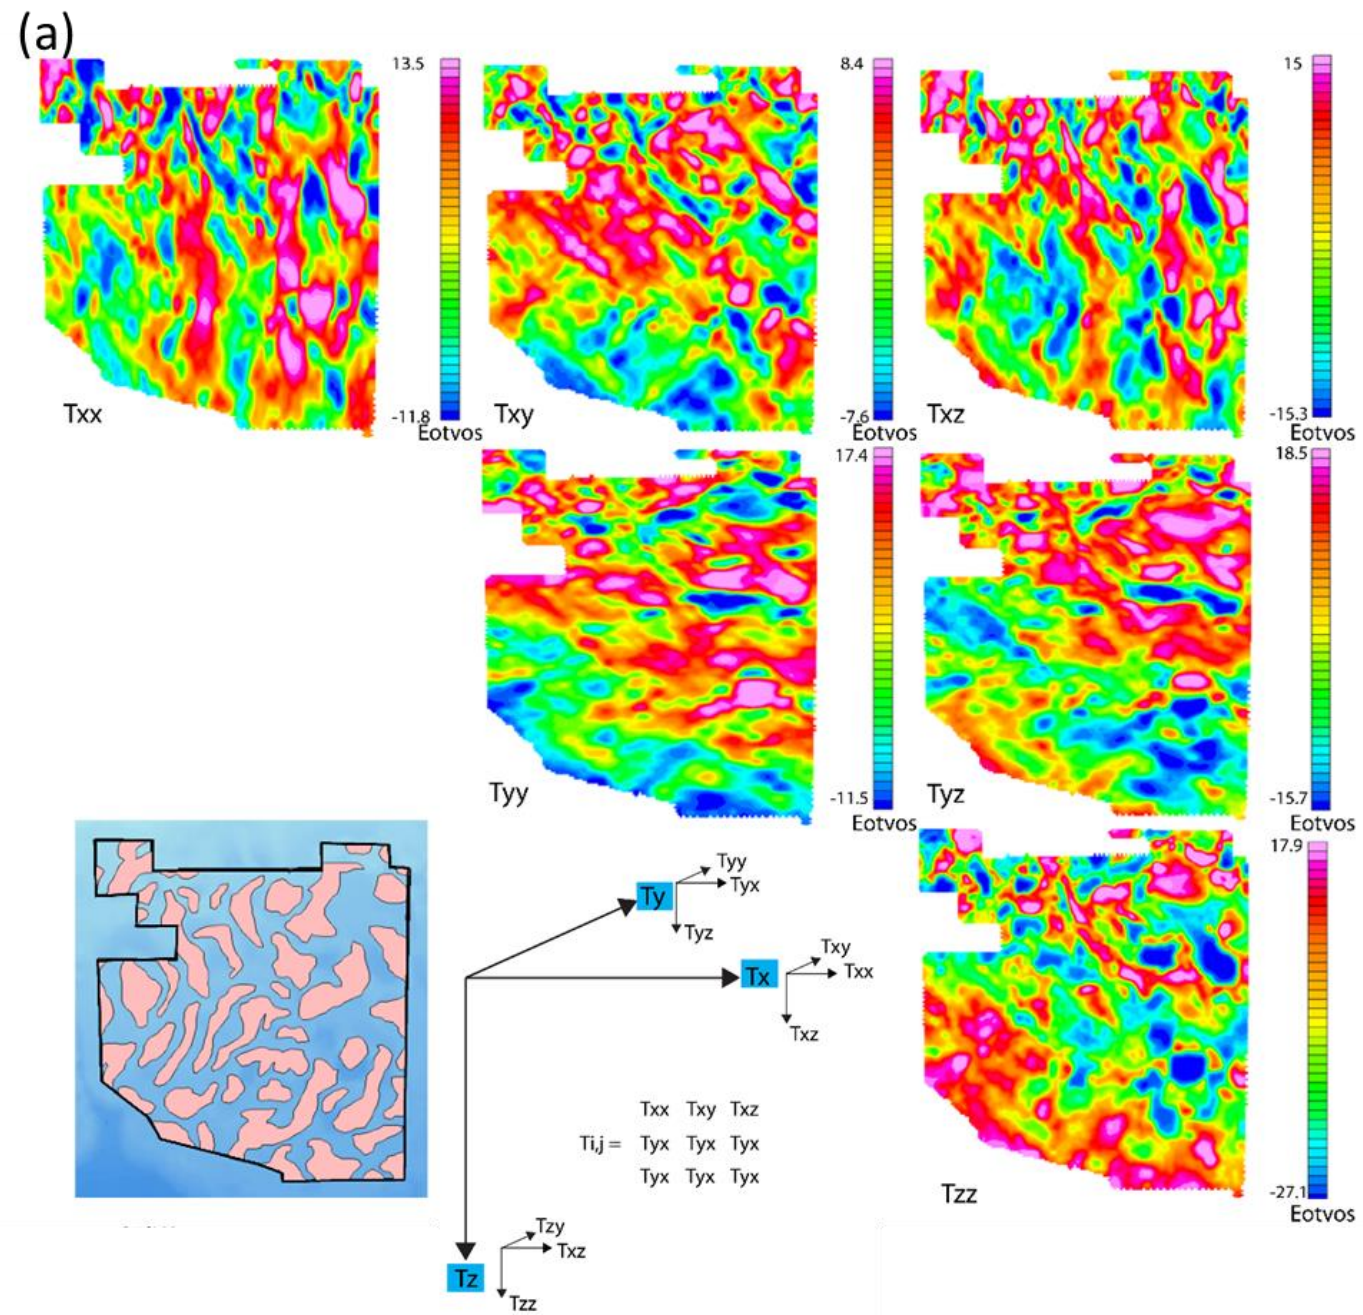 (a)
13.5
-11.8
Eotvos
Txx
8.4
-7.6
Eotvos
Txy
15
-15.3
Eotvos
Txz
17.4
-11.5
Eotvos
Tyy
18.5
-15.7
Eotvos
Tyz
17.9
-27.1
Eotvos
Tzz
Ty
Tyy
Tyx
Tyz
Tx
Txy
Txx
Txz
Txx Txy Txz
Ti,j = Tyx Tyx Tyx
Tyx Tyx Tyx
Tz
Tzy
Txz
Tzz